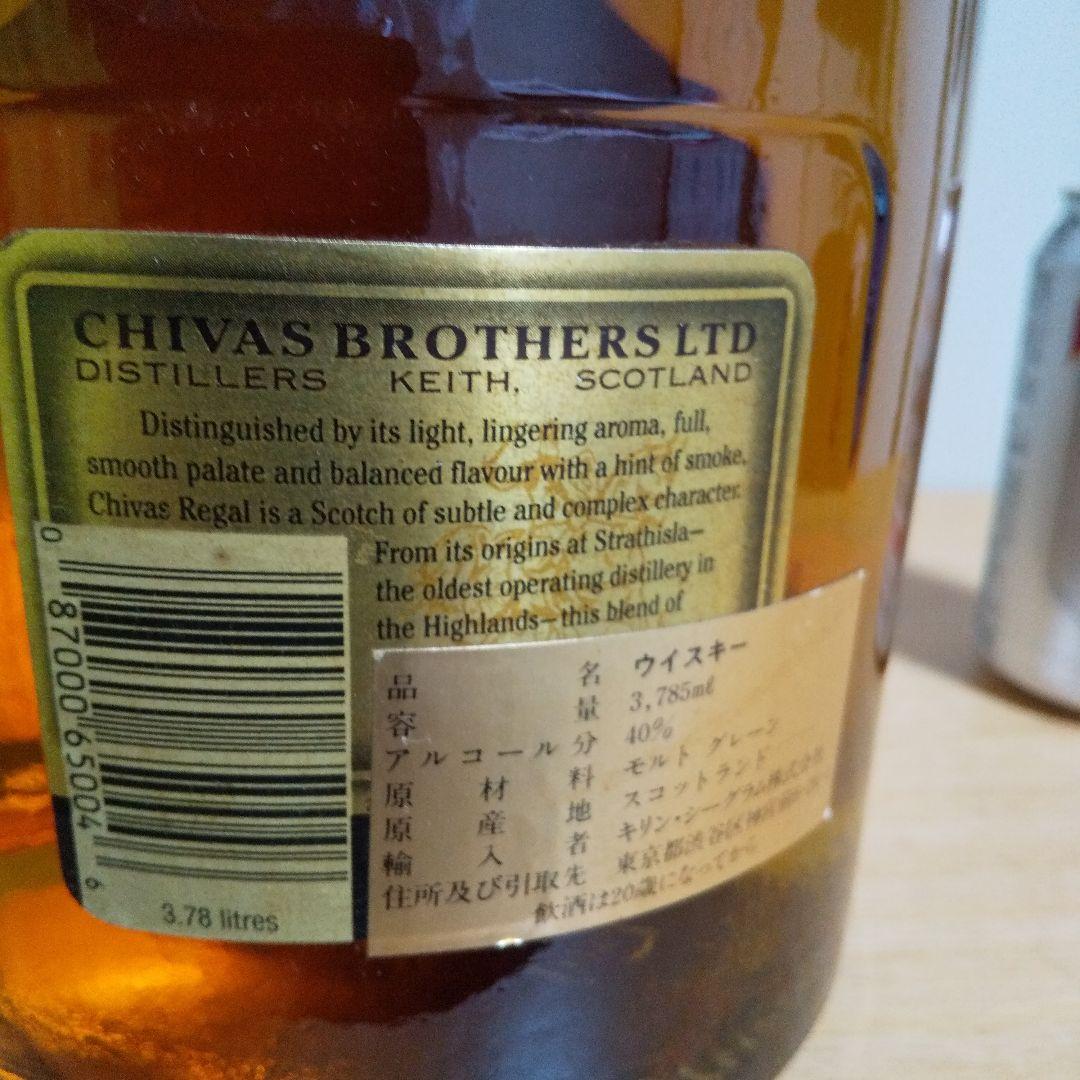 CHIVAS BROTHERS LTD
DISTILLERS KEITH, SCOTLAND
Distinguished by its light, lingering aroma, full,
smooth palate and balanced flavour with a hint of smoke,
Chivas Regal is a Scotch of subtle and complex character.
From its origins at Strathisla—
the oldest operating distillery in
the Highlands—this blend of
0 87000 65004 6
3.78 litres
品名 ウイスキー
容量 3,785mℓ
アルコール分 40%
原材料 モルト グレーン
原産地 スコットランド
輸入者 キリン・シーグラム株式会社
住所及び引取先 東京都渋谷区神宮前
飲酒は20歳になってから